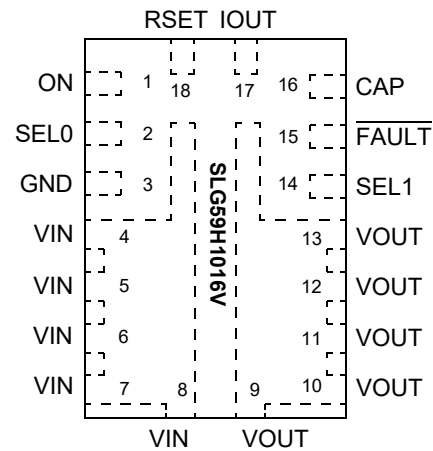 RSET IOUT
ON 1 18 17 16 CAP
SEL0 2 15 FAULT
GND 3 14 SEL1
SLG59H1016V
VIN 4 13 VOUT
VIN 5 12 VOUT
VIN 6 11 VOUT
VIN 7 8 9 10 VOUT
VIN VOUT